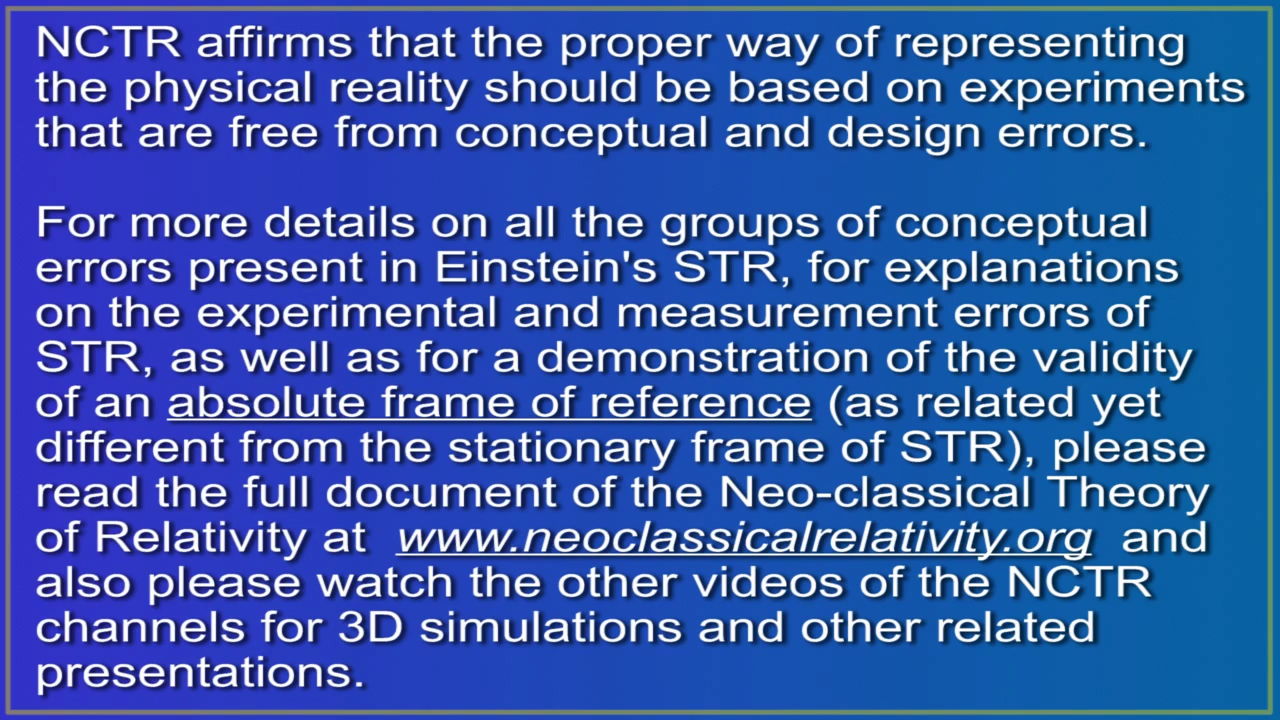 NCTR affirms that the proper way of representing
the physical reality should be based on experiments
that are free from conceptual and design errors.
For more details on all the groups of conceptual
errors present in Einstein's STR, for explanations
on the experimental and measurement errors of
STR, as well as for a demonstration of the validity
of an absolute frame of reference (as related yet
different from the stationary frame of STR), please
read the full document of the Neo-classical Theory
of Relativity at www.neoclassicalrelativity.org and
also please watch the other videos of the NCTR
channels for 3D simulations and other related
presentations.